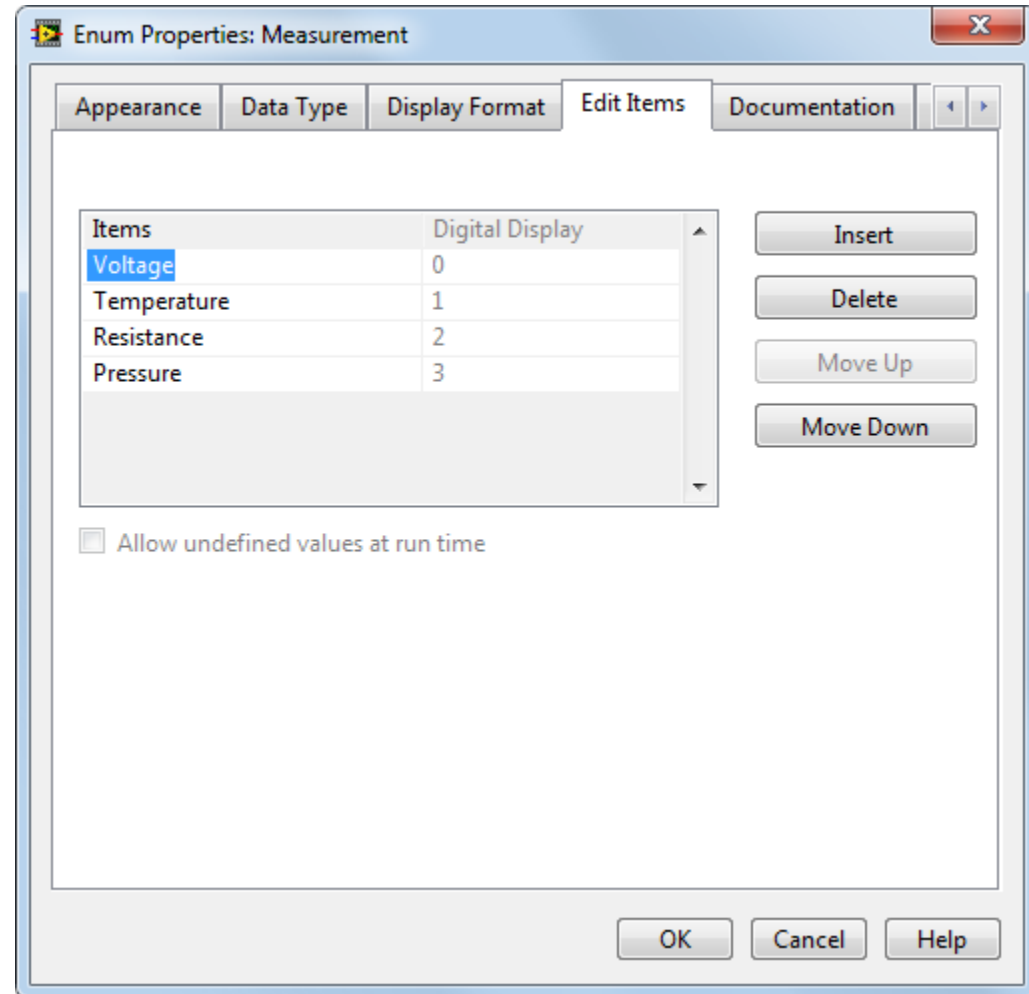 Enum Properties: Measurement
Appearance Data Type Display Format Edit Items Documentation
Items Digital Display
Voltage 0
Temperature 1
Resistance 2
Pressure 3
Insert
Delete
Move Up
Move Down
Allow undefined values at run time
OK Cancel Help